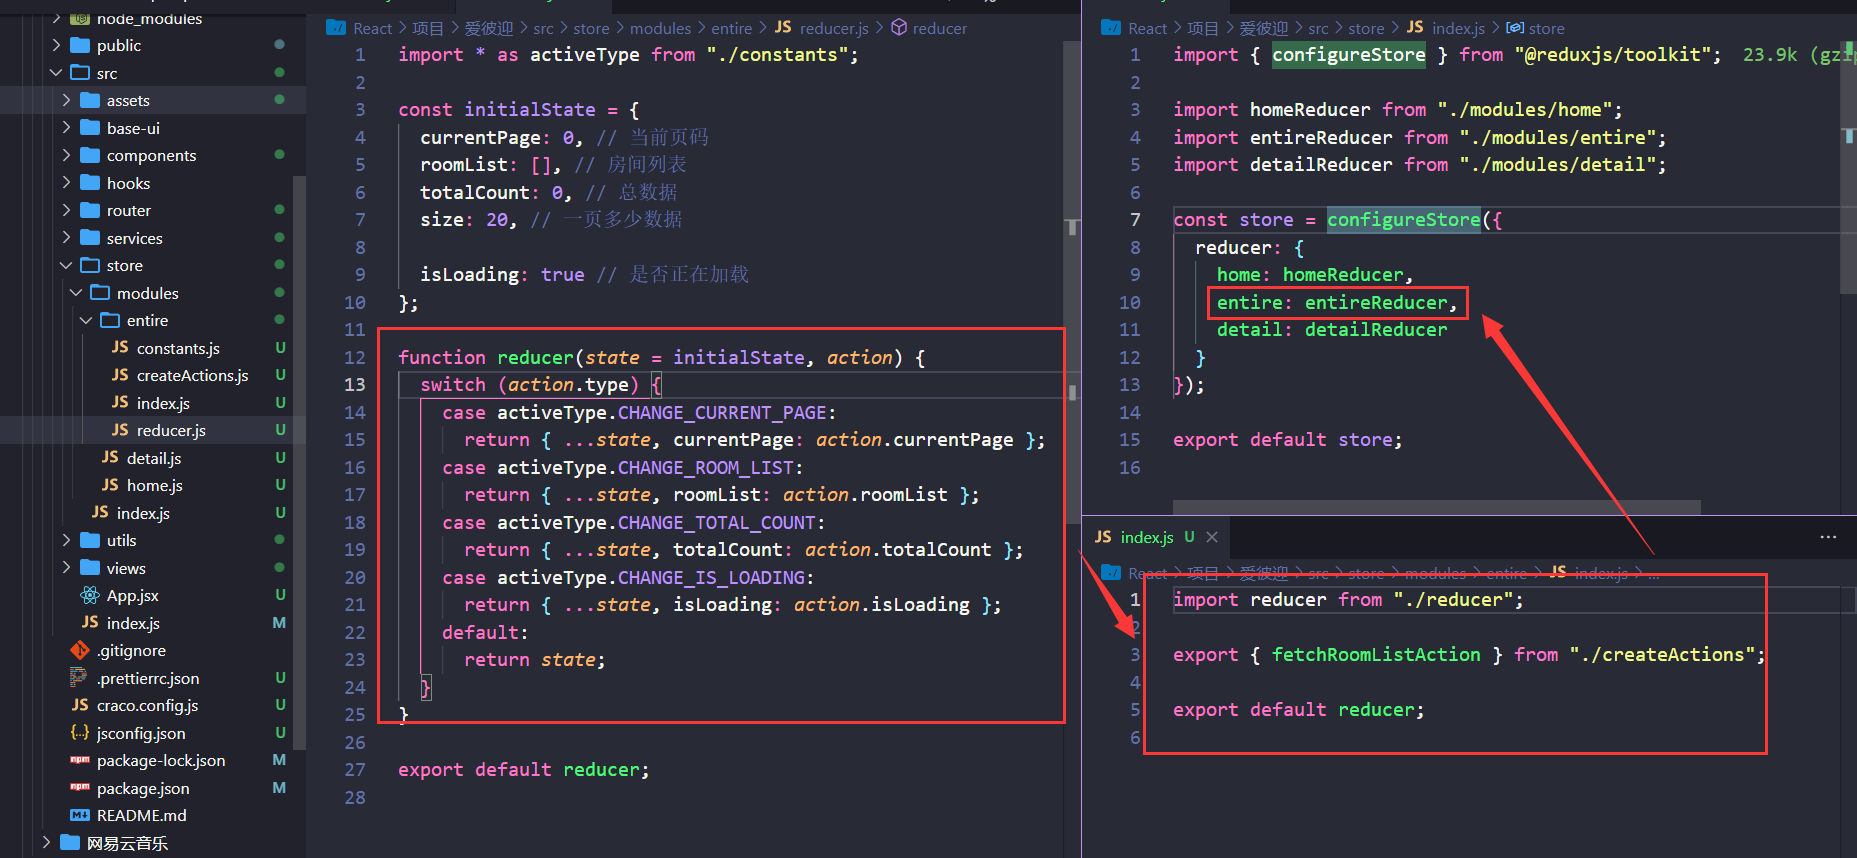 node_modules
public
src
assets
base-ui
components
hooks
router
services
store
modules
entire
JS constants.js U
JS createActions.js U
JS index.js U
JS reducer.js U
JS detail.js U
JS home.js U
JS index.js U
utils
views
App.jsx U
JS index.js M
.gitignore
.prettierrc.json U
JS craco.config.js U
{..} jsconfig.json U
npm package-lock.json M
npm package.json M
README.md
网易云音乐
React > 项目 > 爱彼迎 > src > store > modules > entire > JS reducer.js > reducer
1 import * as activeType from "./constants";
2
3 const initialState = {
4 currentPage: 0, // 当前页码
5 roomList: [], // 房间列表
6 totalCount: 0, // 总数据
7 size: 20, // 一页多少数据
8
9 isLoading: true // 是否正在加载
10 };
11
12 function reducer(state = initialState, action) {
13 switch (action.type) {
14 case activeType.CHANGE_CURRENT_PAGE:
15 return { ...state, currentPage: action.currentPage };
16 case activeType.CHANGE_ROOM_LIST:
17 return { ...state, roomList: action.roomList };
18 case activeType.CHANGE_TOTAL_COUNT:
19 return { ...state, totalCount: action.totalCount };
20 case activeType.CHANGE_IS_LOADING:
21 return { ...state, isLoading: action.isLoading };
22 default:
23 return state;
24 }
25 }
26
27 export default reducer;
28
React > 项目 > 爱彼迎 > src > store > JS index.js > store
1 import { configureStore } from "@reduxjs/toolkit"; 23.9k (gzip
2
3 import homeReducer from "./modules/home";
4 import entireReducer from "./modules/entire";
5 import detailReducer from "./modules/detail";
6
7 const store = configureStore({
8 reducer: {
9 home: homeReducer,
10 entire: entireReducer,
11 detail: detailReducer
12 }
13 });
14
15 export default store;
16
JS index.js U ×
React > 项目 > 爱彼迎 > src > store > modules > entire > JS index.js > ...
1 import reducer from "./reducer";
2
3 export { fetchRoomListAction } from "./createActions";
4
5 export default reducer;
6